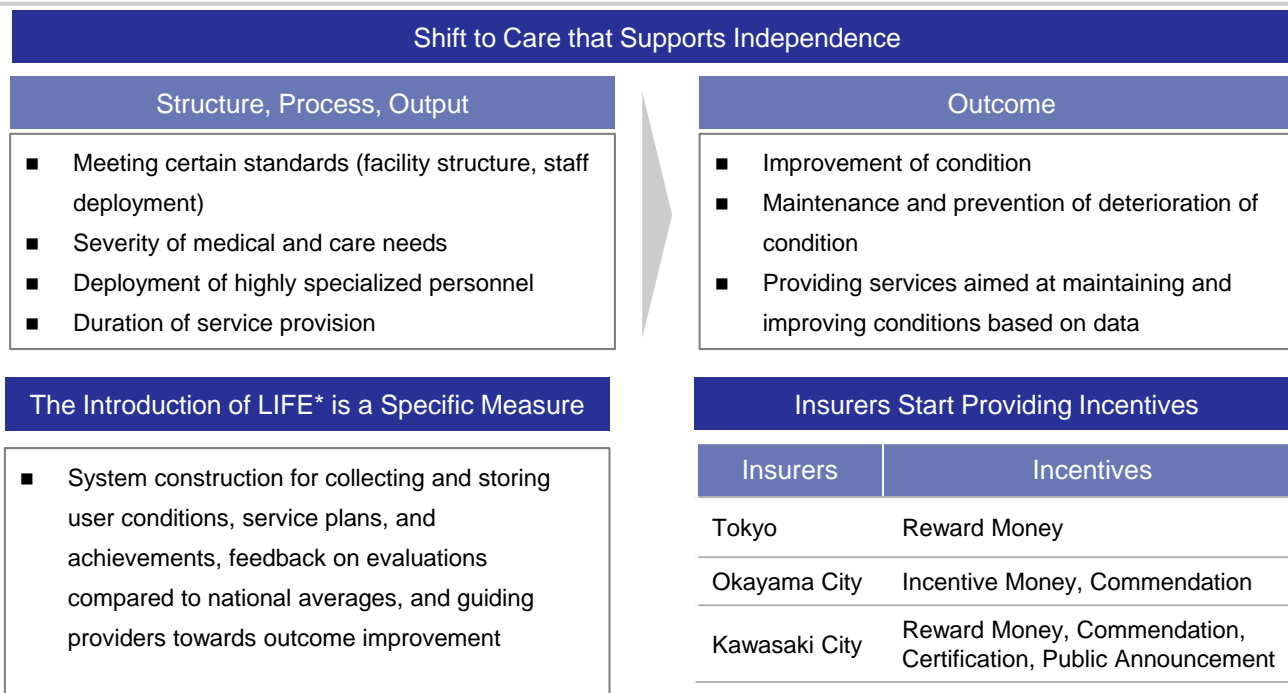 Shift to Care that Supports Independence
Structure, Process, Output
■ Meeting certain standards (facility structure, staff
deployment)
■ Severity of medical and care needs
■ Deployment of highly specialized personnel
■ Duration of service provision
Outcome
■ Improvement of condition
■ Maintenance and prevention of deterioration of
condition
■ Providing services aimed at maintaining and
improving conditions based on data
The Introduction of LIFE* is a Specific Measure
■ System construction for collecting and storing
user conditions, service plans, and
achievements, feedback on evaluations
compared to national averages, and guiding
providers towards outcome improvement
Insurers Start Providing Incentives
Insurers Incentives
Tokyo Reward Money
Okayama City Incentive Money, Commendation
Kawasaki City Reward Money, Commendation,
Certification, Public Announcement